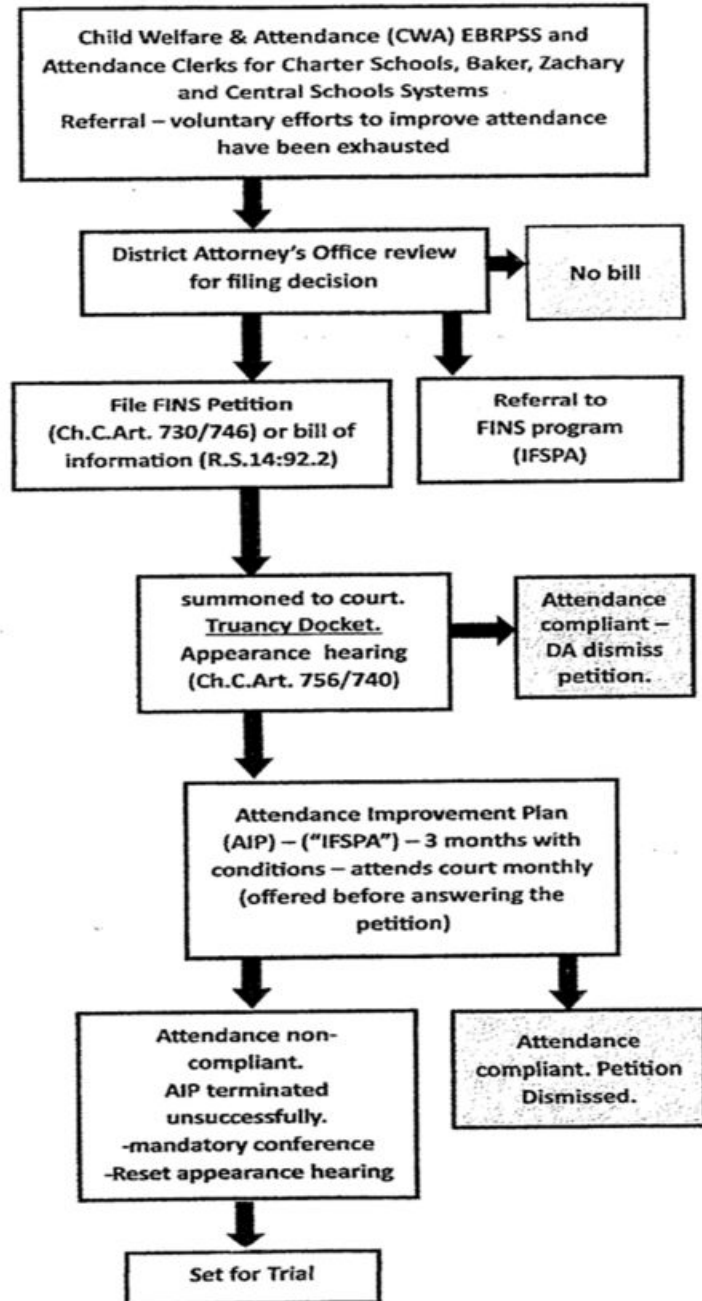 Child Welfare & Attendance (CWA) EBRPSS and
Attendance Clerks for Charter Schools, Baker, Zachary
and Central Schools Systems
Referral – voluntary efforts to improve attendance
have been exhausted
District Attorney's Office review
for filing decision
No bill
File FINS Petition
(Ch.C.Art. 730/746) or bill of
information (R.S.14:92.2)
Referral to
FINS program
(IFSPA)
summoned to court.
Truancy Docket.
Appearance hearing
(Ch.C.Art. 756/740)
Attendance
compliant –
DA dismiss
petition.
Attendance Improvement Plan
(AIP) – ("IFSPA") – 3 months with
conditions – attends court monthly
(offered before answering the
petition)
Attendance non-
compliant.
AIP terminated
unsuccessfully.
-mandatory conference
-Reset appearance hearing
Attendance
compliant. Petition
Dismissed.
Set for Trial